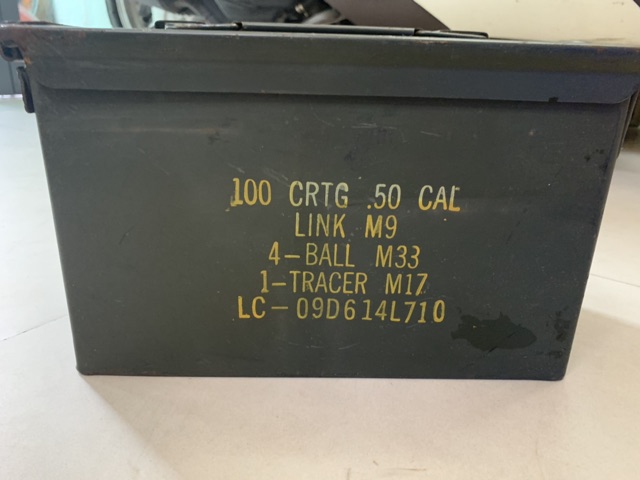 100 CRTG .50 CAL
LINK M9
4-BALL M33
1-TRACER M17
LC-09D614L710